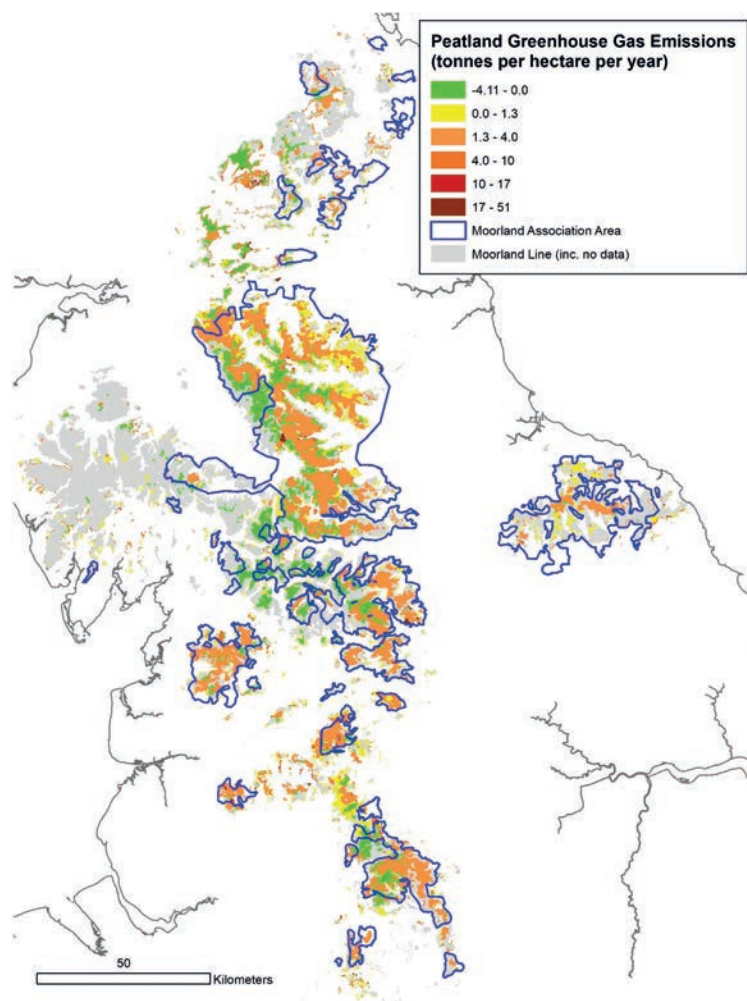 Peatland Greenhouse Gas Emissions
(tonnes per hectare per year)
-4.11 - 0.0
0.0 - 1.3
1.3 - 4.0
4.0 - 10
10 - 17
17 - 51
Moorland Association Area
Moorland Line (inc. no data)
50
Kilometers